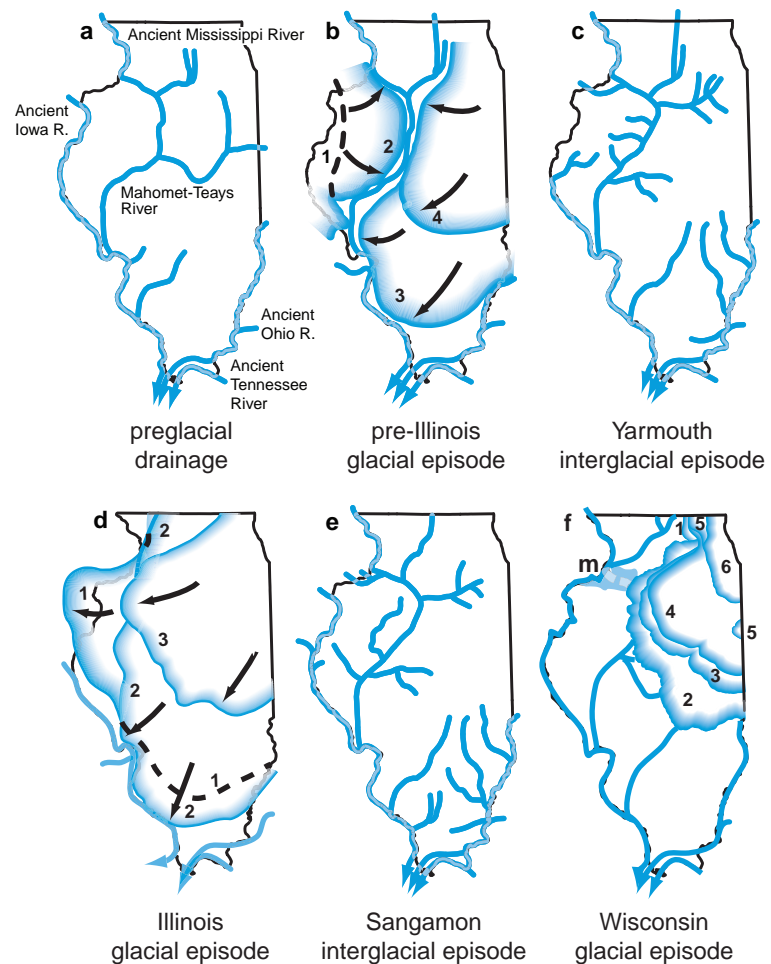 a
Ancient Mississippi River
Ancient
Iowa R.
Mahomet-Teays
River
Ancient
Ohio R.
Ancient
Tennessee
River
preglacial
drainage
b
1
2
4
3
pre-Illinois
glacial episode
c
Yarmouth
interglacial episode
d
2
1
3
2
1
2
Illinois
glacial episode
e
Sangamon
interglacial episode
f
1
5
m
6
4
5
3
2
Wisconsin
glacial episode